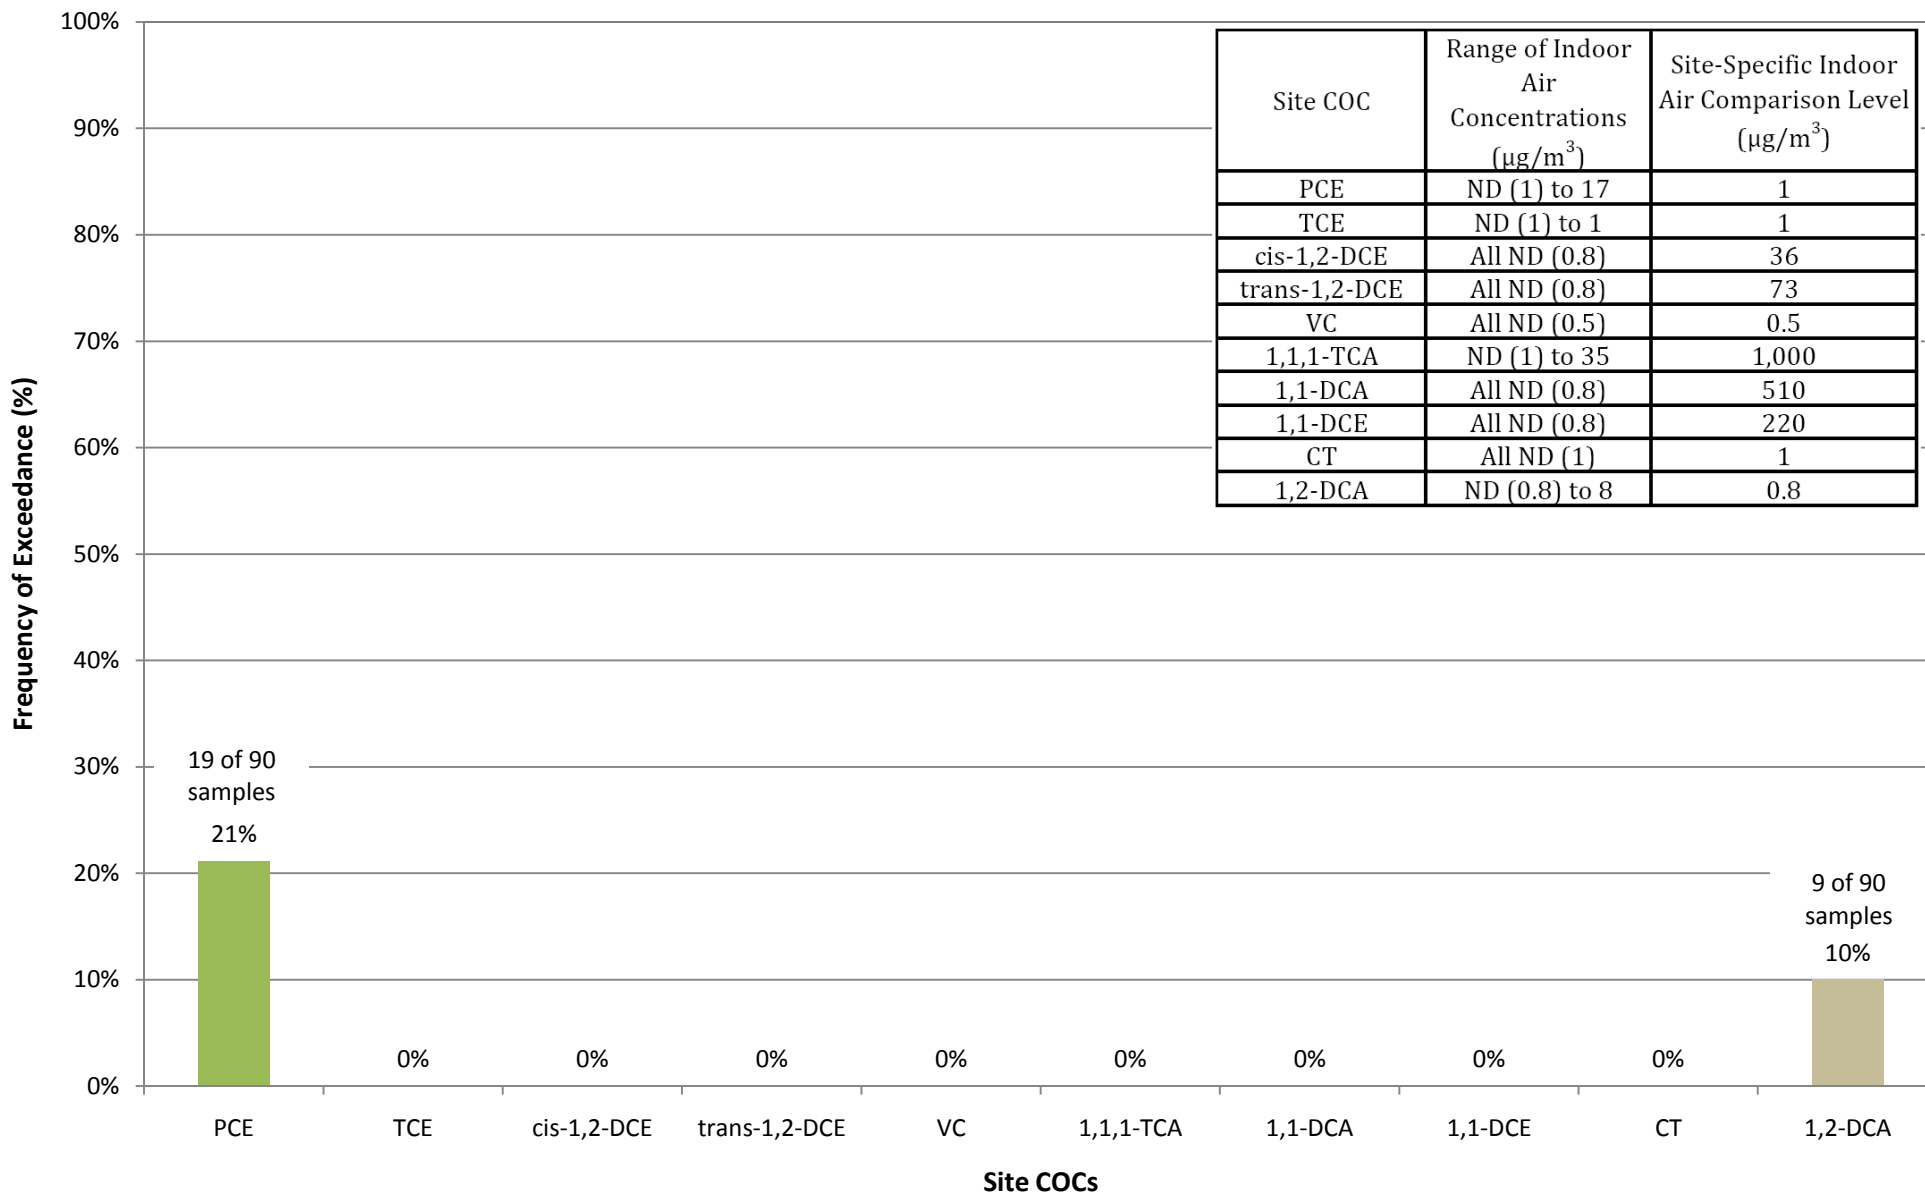 100%
90%
80%
70%
60%
50%
40%
30%
20%
10%
0%
Frequency of Exceedance (%)
Site COC
Range of Indoor
Air
Concentrations
(µg/m³)
Site-Specific Indoor
Air Comparison Level
(µg/m³)
PCE ND (1) to 17 1
TCE ND (1) to 1 1
cis-1,2-DCE All ND (0.8) 36
trans-1,2-DCE All ND (0.8) 73
VC All ND (0.5) 0.5
1,1,1-TCA ND (1) to 35 1,000
1,1-DCA All ND (0.8) 510
1,1-DCE All ND (0.8) 220
CT All ND (1) 1
1,2-DCA ND (0.8) to 8 0.8
19 of 90
samples
21%
0% 0% 0% 0% 0% 0% 0% 0%
9 of 90
samples
10%
PCE TCE cis-1,2-DCE trans-1,2-DCE VC 1,1,1-TCA 1,1-DCA 1,1-DCE CT 1,2-DCA
Site COCs